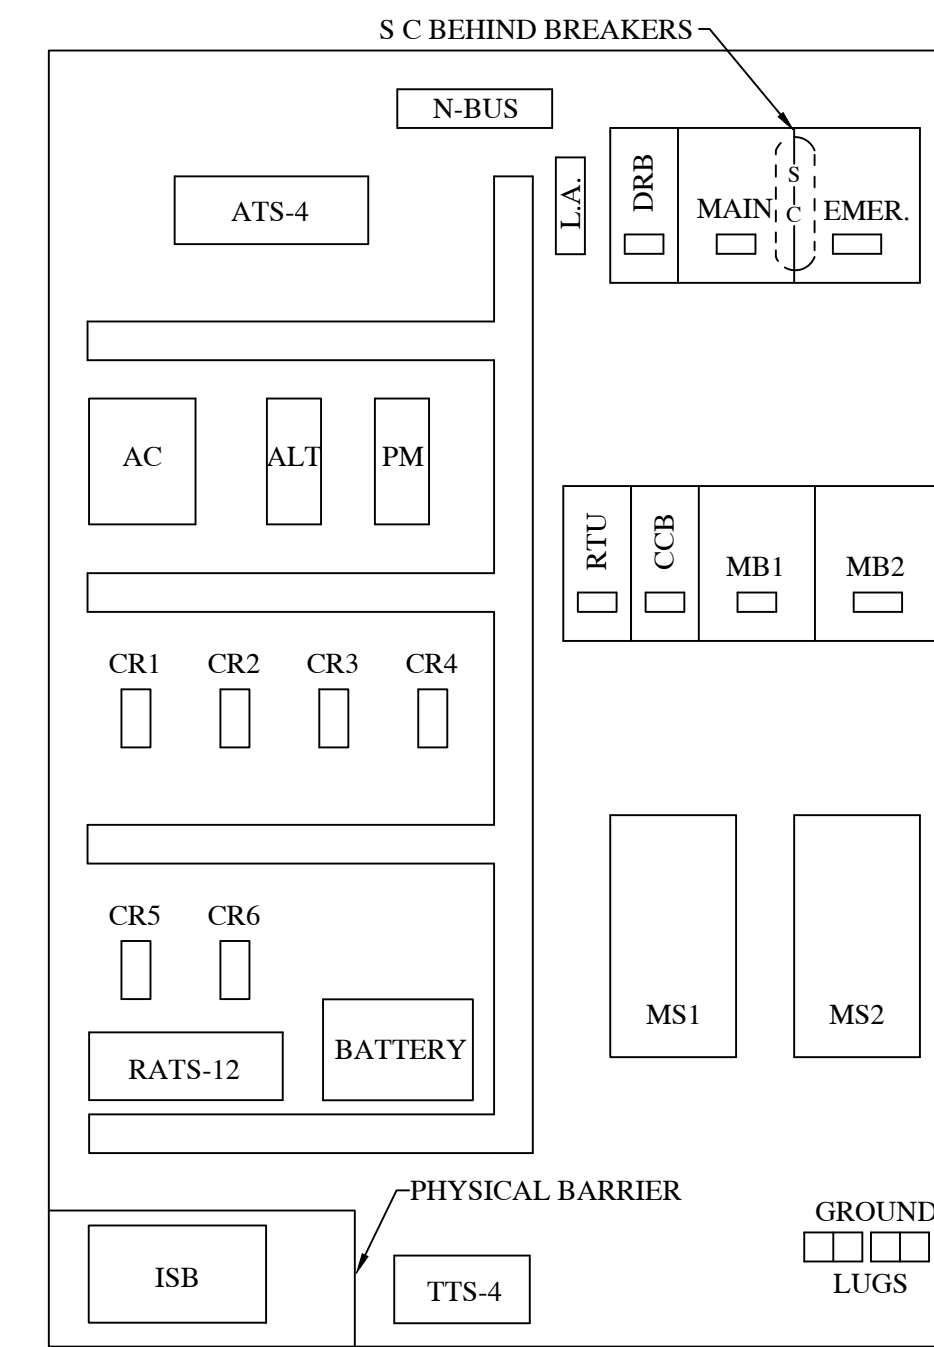 S C BEHIND BREAKERS
N-BUS
ATS-4
L.A.
DRB
MAIN
S
C
EMER.
AC
ALT
PM
RTU
CCB
MB1
MB2
CR1
CR2
CR3
CR4
CR5
CR6
RATS-12
BATTERY
MS1
MS2
PHYSICAL BARRIER
ISB
TTS-4
GROUND
LUGS